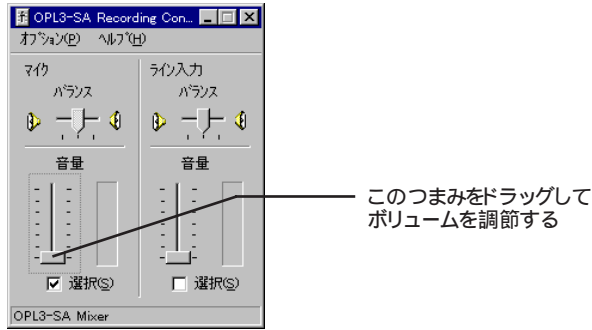 OPL3-SA Recording Con...
ｵﾌﾟｼｮﾝ(P) ﾍﾙﾌﾟ(H)
ﾏｲｸ
ﾊﾞﾗﾝｽ
音量
選択(S)
ﾗｲﾝ入力
ﾊﾞﾗﾝｽ
音量
選択(S)
OPL3-SA Mixer
このつまみをドラッグして
ボリュームを調節する